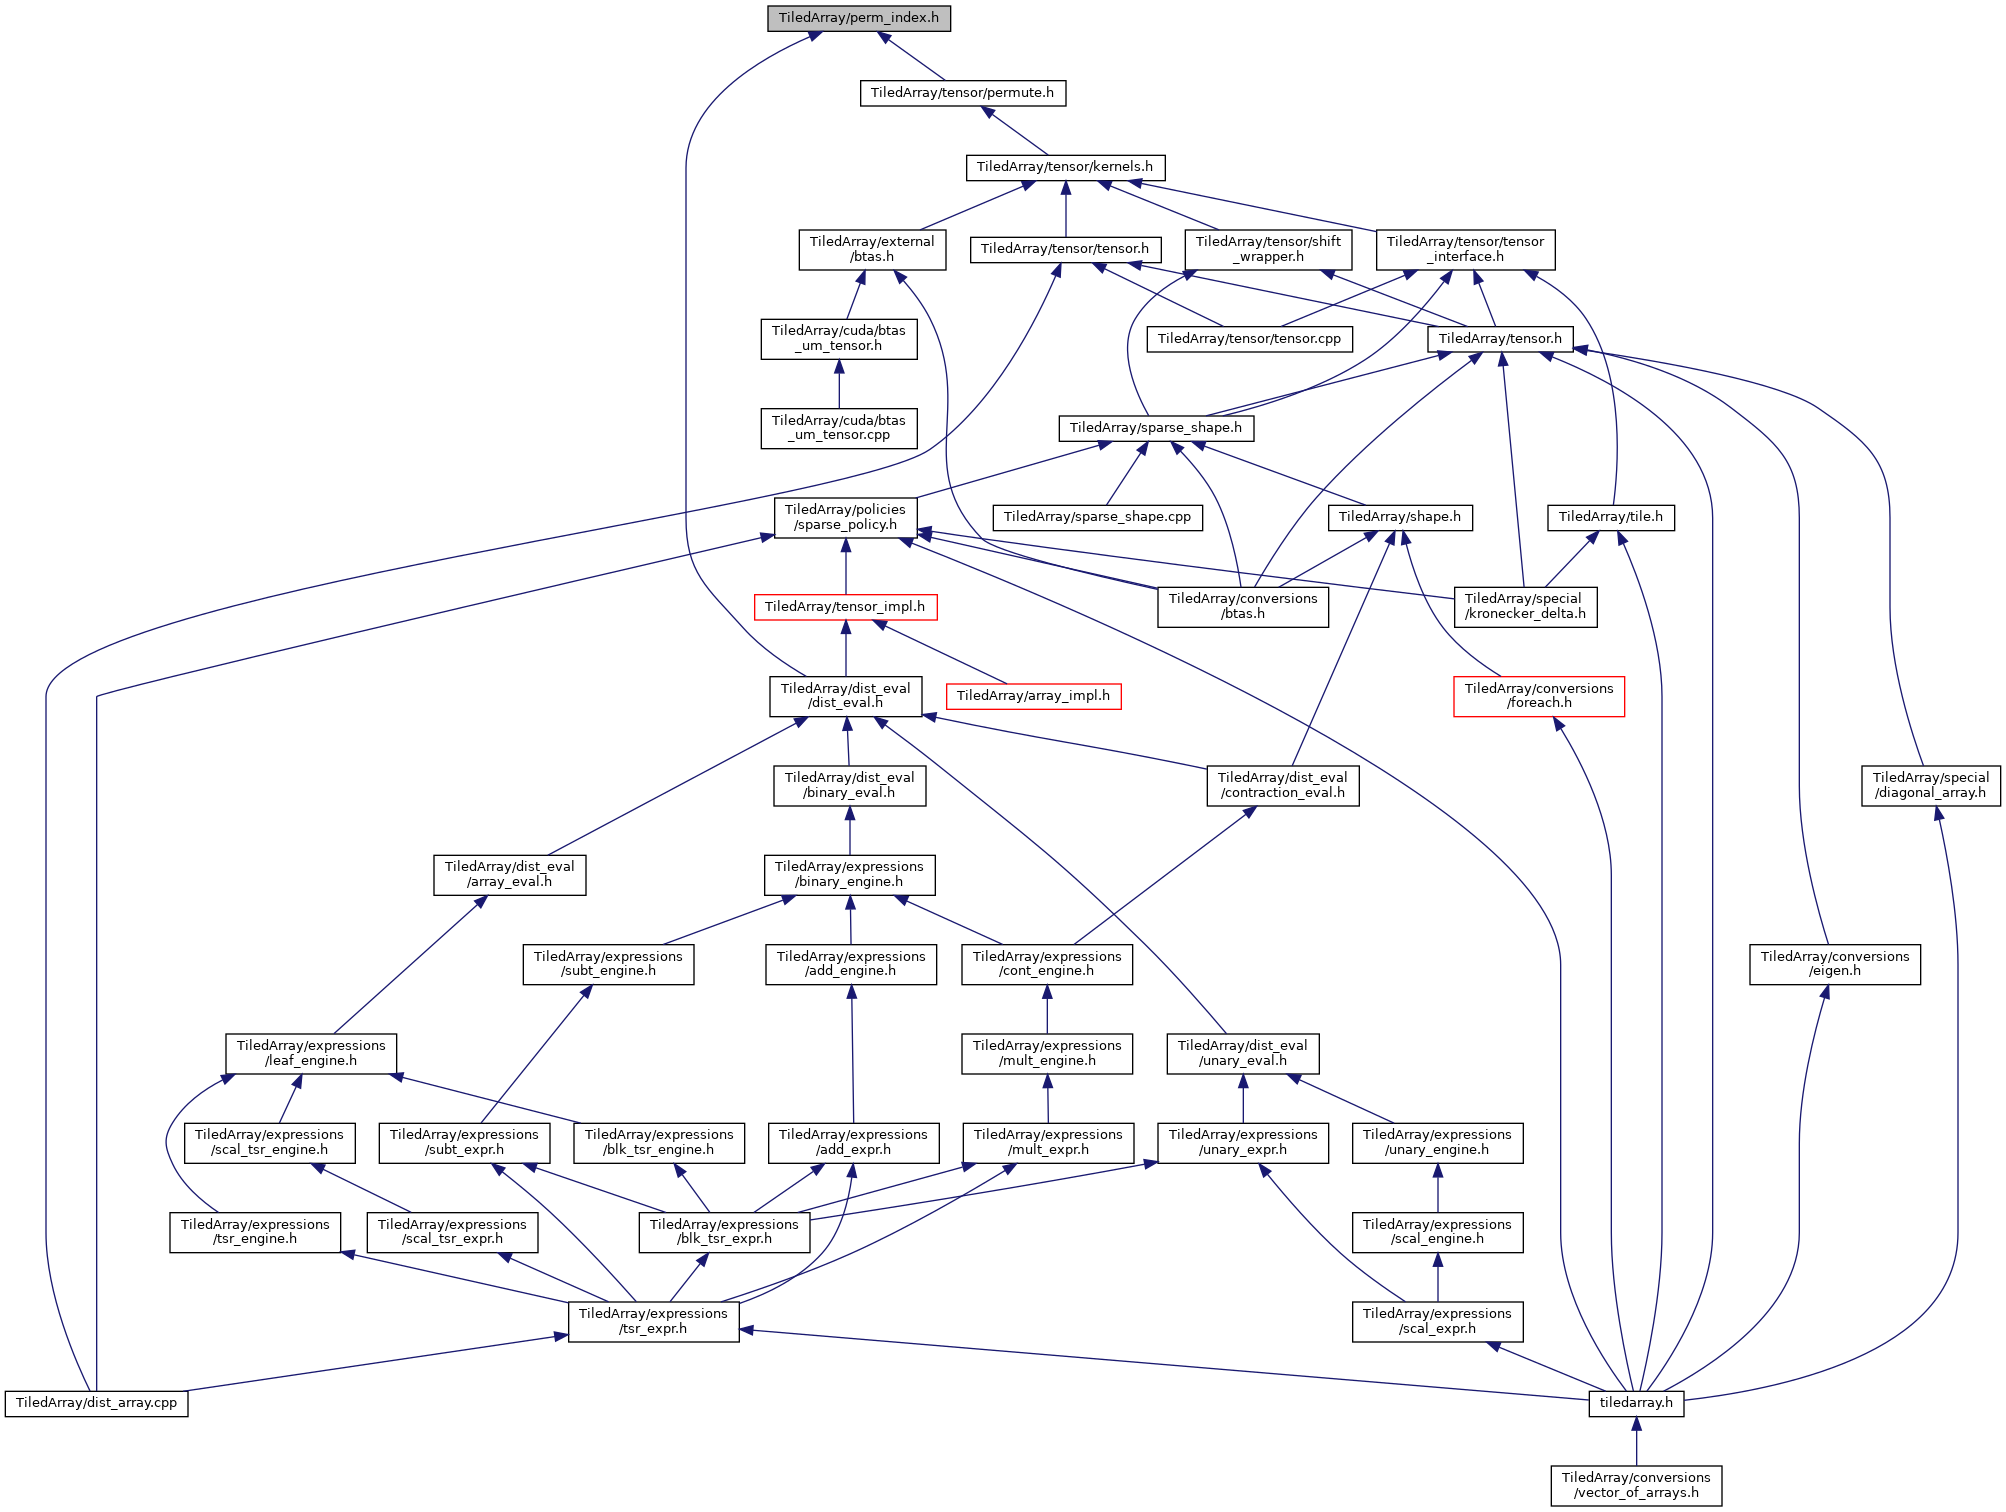 TiledArray/perm_index.h
TiledArray/tensor/permute.h
TiledArray/tensor/kernels.h
TiledArray/external
/btas.h
TiledArray/tensor/tensor.h
TiledArray/tensor/shift
_wrapper.h
TiledArray/tensor/tensor
_interface.h
TiledArray/cuda/btas
_um_tensor.h
TiledArray/tensor/tensor.cpp
TiledArray/tensor.h
TiledArray/cuda/btas
_um_tensor.cpp
TiledArray/sparse_shape.h
TiledArray/policies
/sparse_policy.h
TiledArray/sparse_shape.cpp
TiledArray/shape.h
TiledArray/tile.h
TiledArray/tensor_impl.h
TiledArray/conversions
/btas.h
TiledArray/special
/kronecker_delta.h
TiledArray/dist_eval
/dist_eval.h
TiledArray/array_impl.h
TiledArray/conversions
/foreach.h
TiledArray/dist_eval
/binary_eval.h
TiledArray/dist_eval
/contraction_eval.h
TiledArray/special
/diagonal_array.h
TiledArray/dist_eval
/array_eval.h
TiledArray/expressions
/binary_engine.h
TiledArray/expressions
/subt_engine.h
TiledArray/expressions
/add_engine.h
TiledArray/expressions
/cont_engine.h
TiledArray/conversions
/eigen.h
TiledArray/expressions
/leaf_engine.h
TiledArray/expressions
/mult_engine.h
TiledArray/dist_eval
/unary_eval.h
TiledArray/expressions
/scal_tsr_engine.h
TiledArray/expressions
/subt_expr.h
TiledArray/expressions
/blk_tsr_engine.h
TiledArray/expressions
/add_expr.h
TiledArray/expressions
/mult_expr.h
TiledArray/expressions
/unary_expr.h
TiledArray/expressions
/unary_engine.h
TiledArray/expressions
/tsr_engine.h
TiledArray/expressions
/scal_tsr_expr.h
TiledArray/expressions
/blk_tsr_expr.h
TiledArray/expressions
/scal_engine.h
TiledArray/expressions
/tsr_expr.h
TiledArray/expressions
/scal_expr.h
TiledArray/dist_array.cpp
tiledarray.h
TiledArray/conversions
/vector_of_arrays.h